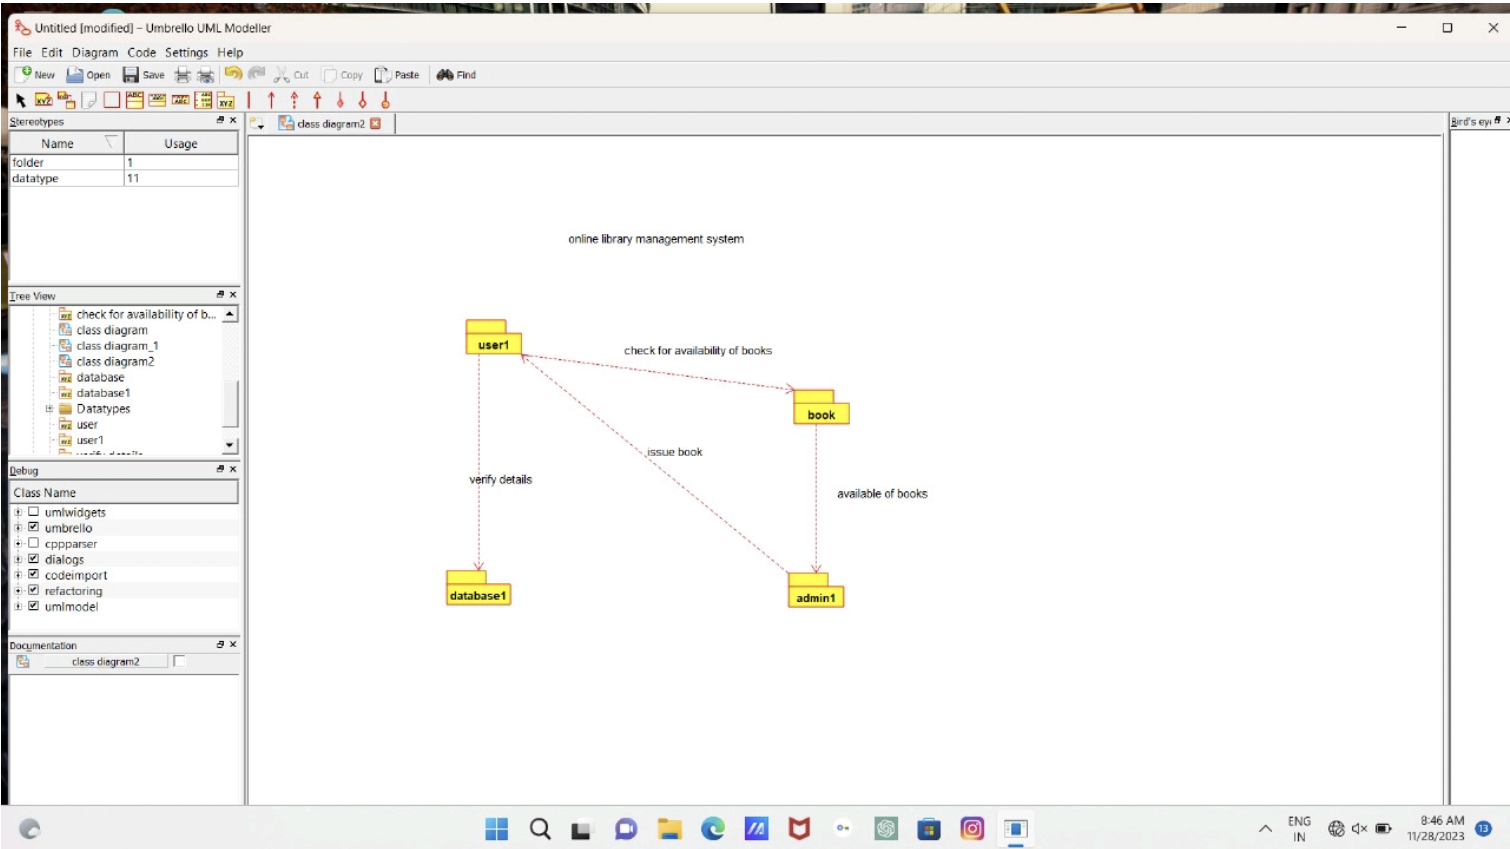 Untitled [modified] – Umbrello UML Modeller
File Edit Diagram Code Settings Help
New Open Save Cut Copy Paste Find
Stereotypes
class diagram2
Bird's eye
Name Usage
folder 1
datatype 11
online library management system
Tree View
check for availability of b...
class diagram
class diagram_1
class diagram2
database
database1
Datatypes
user
user1
user1
check for availability of books
book
issue book
verify details
available of books
database1
admin1
Debug
Class Name
umlwidgets
umbrello
cppparser
dialogs
codeimport
refactoring
umlmodel
Documentation
class diagram2
ENG
IN
8:46 AM
11/28/2023
13